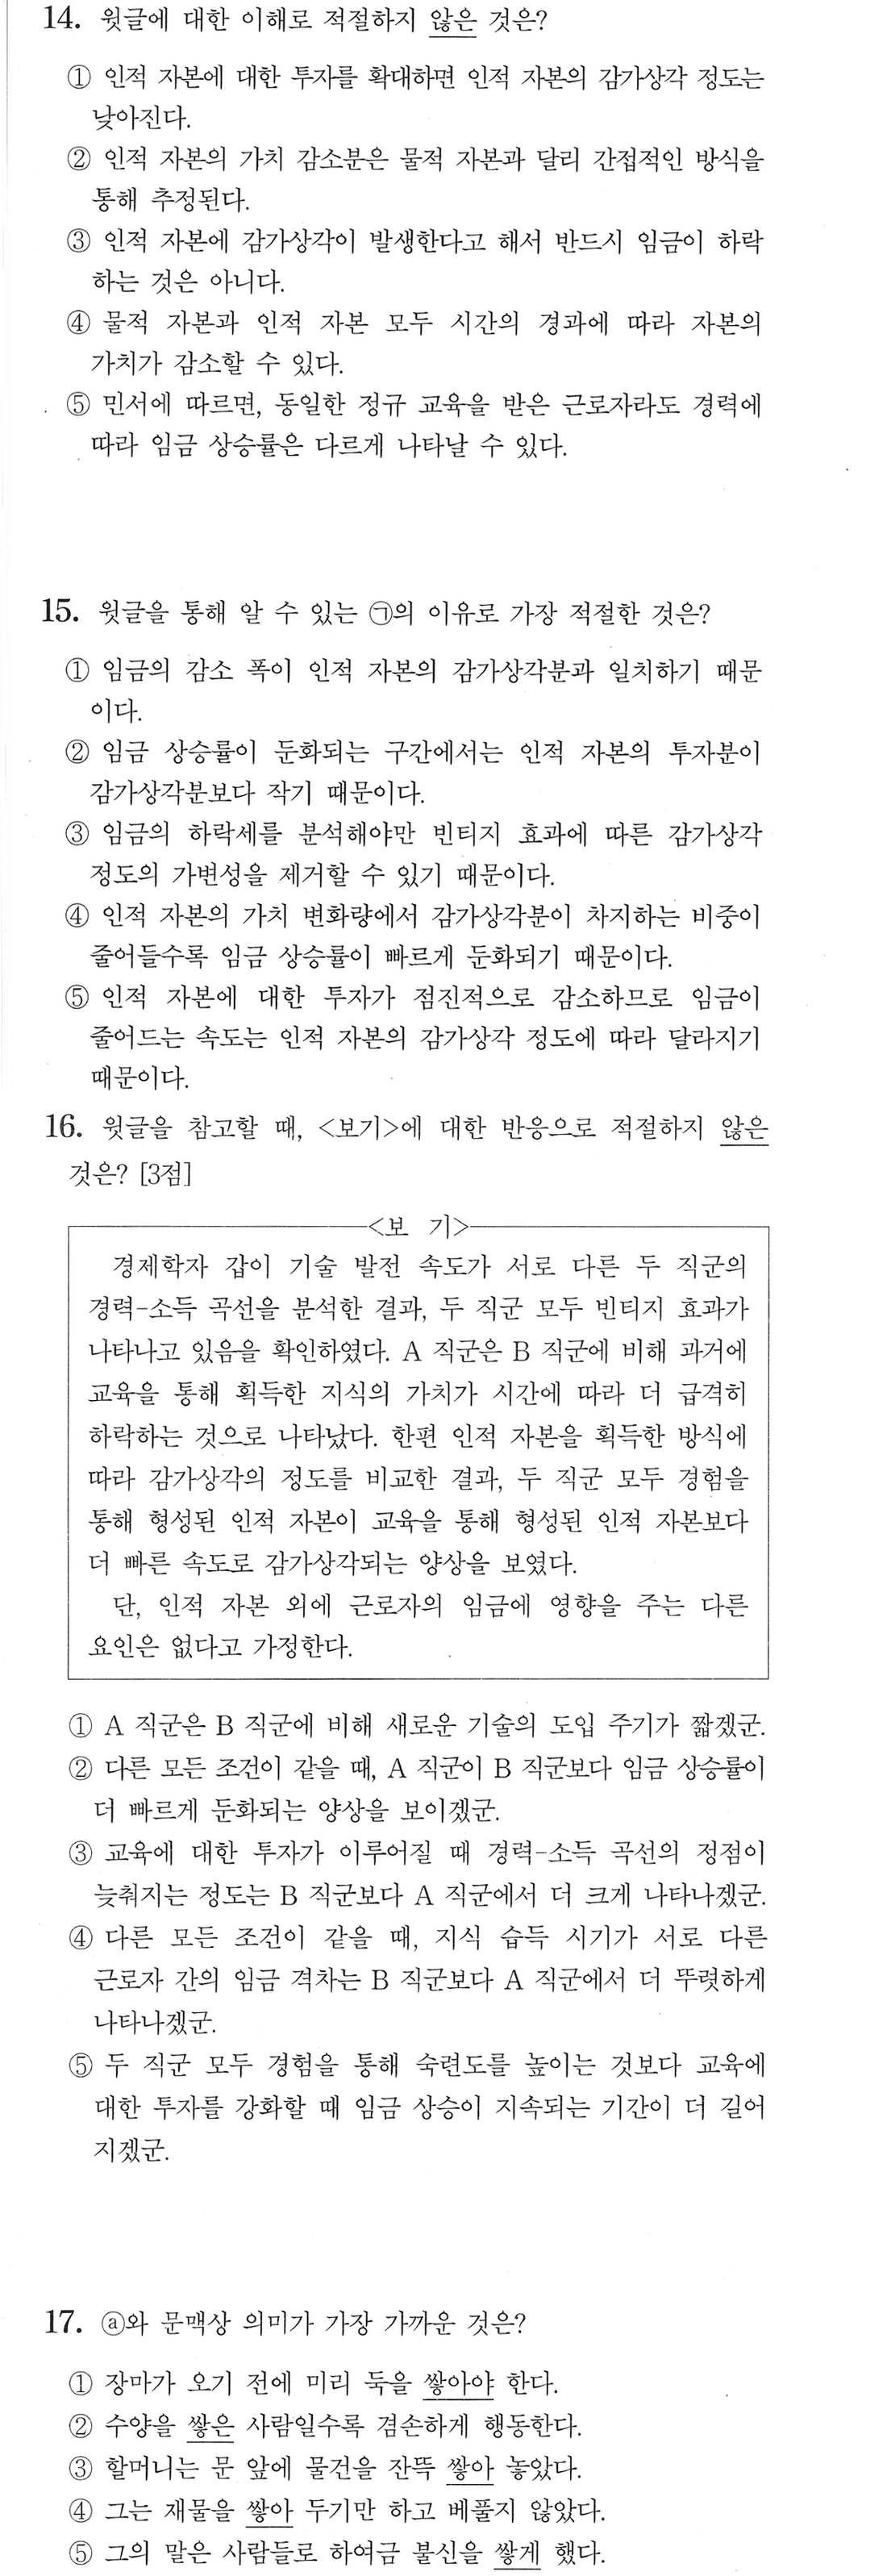 14. 윗글에 대한 이해로 적절하지 않은 것은?
① 인적 자본에 대한 투자를 확대하면 인적 자본의 감가상각 정도는
낮아진다.
② 인적 자본의 가치 감소분은 물적 자본과 달리 간접적인 방식을
통해 추정된다.
③ 인적 자본에 감가상각이 발생한다고 해서 반드시 임금이 하락
하는 것은 아니다.
④ 물적 자본과 인적 자본 모두 시간의 경과에 따라 자본의
가치가 감소할 수 있다.
⑤ 민서에 따르면, 동일한 정규 교육을 받은 근로자라도 경력에
따라 임금 상승률은 다르게 나타날 수 있다.
15. 윗글을 통해 알 수 있는 ㉠의 이유로 가장 적절한 것은?
① 임금의 감소 폭이 인적 자본의 감가상각분과 일치하기 때문
이다.
② 임금 상승률이 둔화되는 구간에서는 인적 자본의 투자분이
감가상각분보다 작기 때문이다.
③ 임금의 하락세를 분석해야만 빈티지 효과에 따른 감가상각
정도의 가변성을 제거할 수 있기 때문이다.
④ 인적 자본의 가치 변화량에서 감가상각분이 차지하는 비중이
줄어들수록 임금 상승률이 빠르게 둔화되기 때문이다.
⑤ 인적 자본에 대한 투자가 점진적으로 감소하므로 임금이
줄어드는 속도는 인적 자본의 감가상각 정도에 따라 달라지기
때문이다.
16. 윗글을 참고할 때, <보기>에 대한 반응으로 적절하지 않은
것은? [3점]
<보 기>
경제학자 갑이 기술 발전 속도가 서로 다른 두 직군의
경력-소득 곡선을 분석한 결과, 두 직군 모두 빈티지 효과가
나타나고 있음을 확인하였다. A 직군은 B 직군에 비해 과거에
교육을 통해 획득한 지식의 가치가 시간에 따라 더 급격히
하락하는 것으로 나타났다. 한편 인적 자본을 획득한 방식에
따라 감가상각의 정도를 비교한 결과, 두 직군 모두 경험을
통해 형성된 인적 자본이 교육을 통해 형성된 인적 자본보다
더 빠른 속도로 감가상각되는 양상을 보였다.
단, 인적 자본 외에 근로자의 임금에 영향을 주는 다른
요인은 없다고 가정한다.
① A 직군은 B 직군에 비해 새로운 기술의 도입 주기가 짧겠군.
② 다른 모든 조건이 같을 때, A 직군이 B 직군보다 임금 상승률이
더 빠르게 둔화되는 양상을 보이겠군.
③ 교육에 대한 투자가 이루어질 때 경력-소득 곡선의 정점이
늦춰지는 정도는 B 직군보다 A 직군에서 더 크게 나타나겠군.
④ 다른 모든 조건이 같을 때, 지식 습득 시기가 서로 다른
근로자 간의 임금 격차는 B 직군보다 A 직군에서 더 뚜렷하게
나타나겠군.
⑤ 두 직군 모두 경험을 통해 숙련도를 높이는 것보다 교육에
대한 투자를 강화할 때 임금 상승이 지속되는 기간이 더 길어
지겠군.
17. ⓐ와 문맥상 의미가 가장 가까운 것은?
① 장마가 오기 전에 미리 둑을 쌓아야 한다.
② 수양을 쌓은 사람일수록 겸손하게 행동한다.
③ 할머니는 문 앞에 물건을 잔뜩 쌓아 놓았다.
④ 그는 재물을 쌓아 두기만 하고 베풀지 않았다.
⑤ 그의 말은 사람들로 하여금 불신을 쌓게 했다.